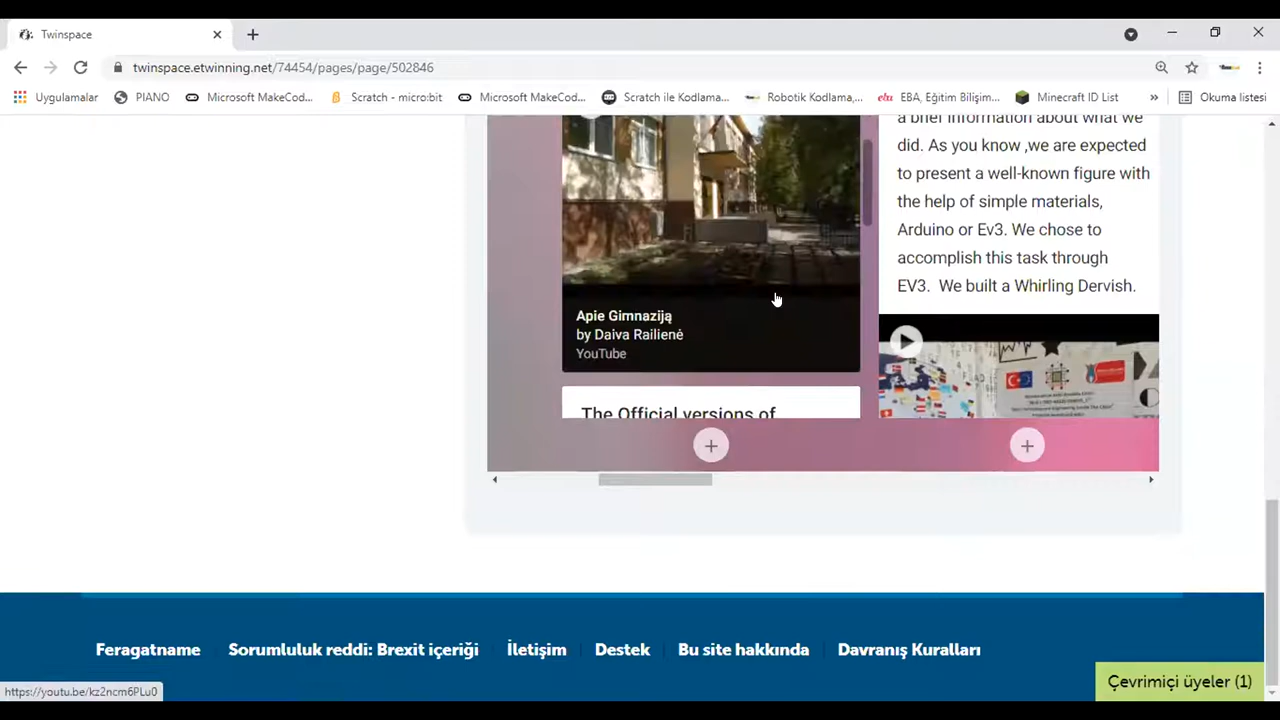 Twinspace
twinspace.etwinning.net/74454/pages/page/502846
Uygulamalar
PIANO
Microsoft MakeCod...
Scratch - micro:bit
Microsoft MakeCod...
Scratch ile Kodlama...
Robotik Kodlama,...
EBA, Eğitim Bilişim...
Minecraft ID List
»
Okuma listesi
Apie Gimnaziją
by Daiva Railienė
YouTube
The Official versions of
a brief information about what we
did. As you know ,we are expected
to present a well-known figure with
the help of simple materials,
Arduino or Ev3. We chose to
accomplish this task through
EV3. We built a Whirling Dervish.
Feragatname
Sorumluluk reddi: Brexit içeriği
İletişim
Destek
Bu site hakkında
Davranış Kuralları
Çevrimiçi üyeler (1)
https://youtu.be/kz2ncm6PLu0